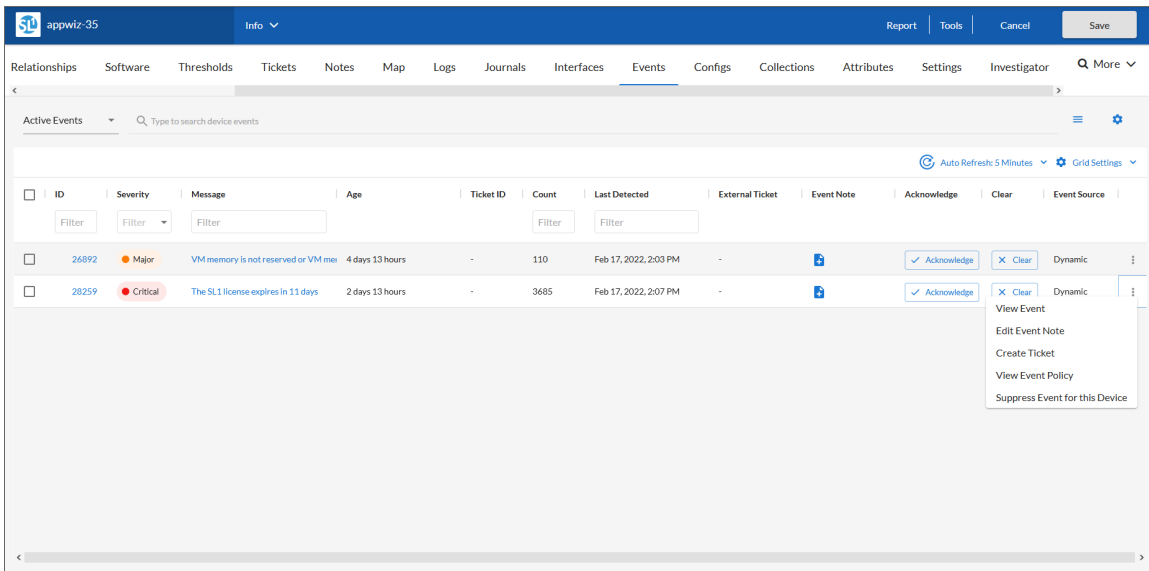 SL1 appwiz-35 Info Report Tools Cancel Save
Relationships Software Thresholds Tickets Notes Map Logs Journals Interfaces Events Configs Collections Attributes Settings Investigator More
Active Events Type to search device events
Auto Refresh: 5 Minutes Grid Settings
ID Severity Message Age Ticket ID Count Last Detected External Ticket Event Note Acknowledge Clear Event Source
Filter Filter Filter Filter Filter
26892 Major VM memory is not reserved or VM mei 4 days 13 hours - 110 Feb 17, 2022, 2:03 PM - Acknowledge Clear Dynamic
28259 Critical The SL1 license expires in 11 days 2 days 13 hours - 3685 Feb 17, 2022, 2:07 PM - Acknowledge Clear Dynamic
View Event
Edit Event Note
Create Ticket
View Event Policy
Suppress Event for this Device